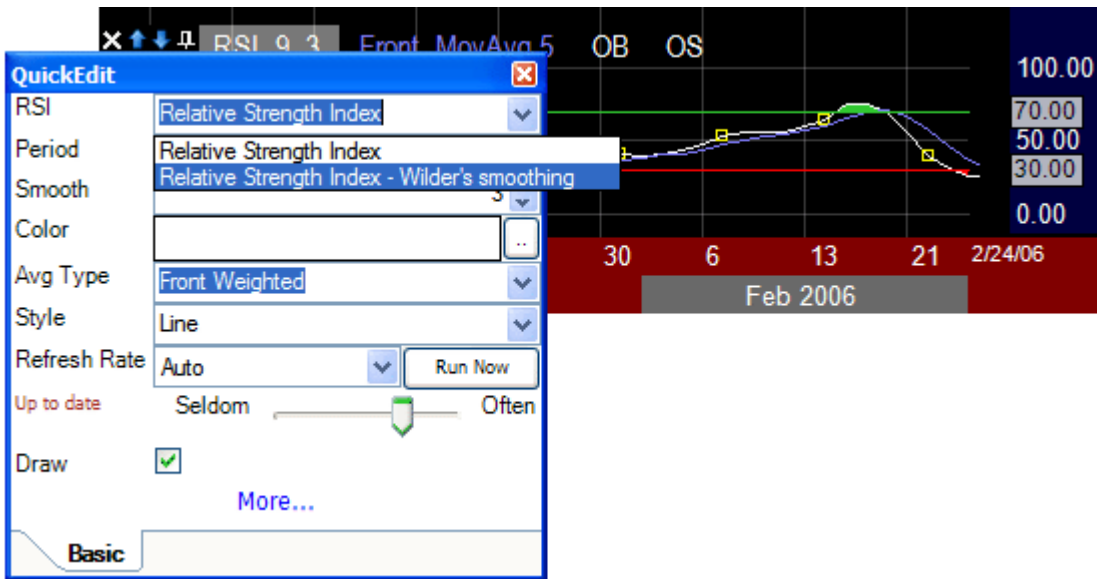 RSI 9 3 Front MovAvg 5 OB OS
100.00
70.00
50.00
30.00
0.00
30 6 13 21 2/24/06
Feb 2006
QuickEdit
RSI Relative Strength Index
Period Relative Strength Index
Relative Strength Index - Wilder's smoothing
Smooth 3
Color ..
Avg Type Front Weighted
Style Line
Refresh Rate Auto Run Now
Up to date Seldom Often
Draw
More...
Basic